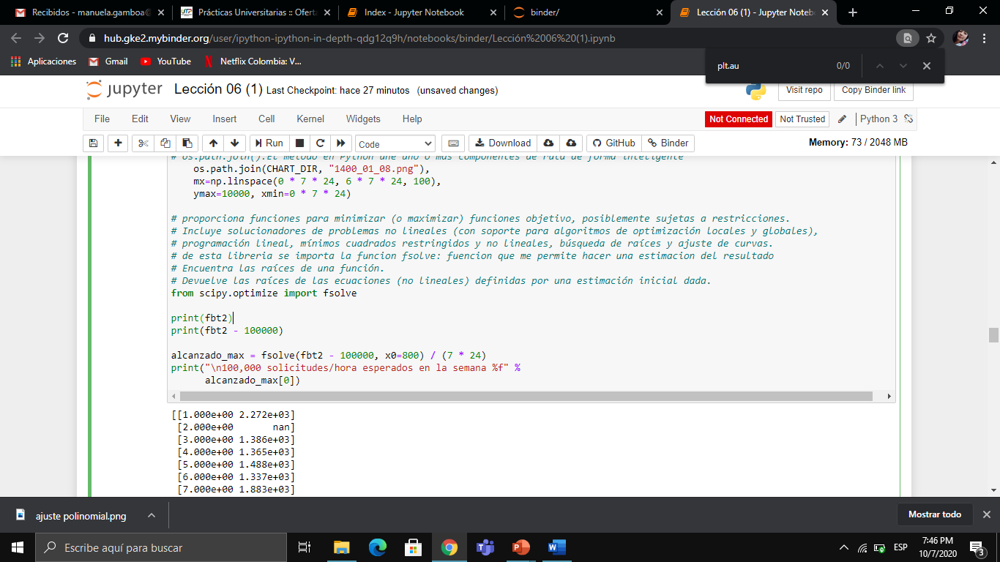 Recibidos - manuela.gamboa@
Prácticas Universitarias :: Oferta
Index - Jupyter Notebook
binder/
Lección 06 (1) - Jupyter Noteb
hub.gke2.mybinder.org/user/ipython-ipython-in-depth-qdg12q9h/notebooks/binder/Lección%2006%20(1).ipynb
Aplicaciones
Gmail
YouTube
Netflix Colombia: V...
plt.au
0/0
jupyter
Lección 06 (1)
Last Checkpoint: hace 27 minutos
(unsaved changes)
Visit repo
Copy Binder link
File
Edit
View
Insert
Cell
Kernel
Widgets
Help
Not Connected
Not Trusted
Python 3
Run
Code
Download
GitHub
Binder
Memory: 73 / 2048 MB
# os.path.join().El método en Python une uno o más componentes de ruta de forma inteligente
os.path.join(CHART_DIR, "1400_01_08.png"),
mx=np.linspace(0 * 7 * 24, 6 * 7 * 24, 100),
ymax=10000, xmin=0 * 7 * 24)
# proporciona funciones para minimizar (o maximizar) funciones objetivo, posiblemente sujetas a restricciones.
# Incluye solucionadores de problemas no lineales (con soporte para algoritmos de optimización locales y globales),
# programación lineal, mínimos cuadrados restringidos y no lineales, búsqueda de raíces y ajuste de curvas.
# de esta libreria se importa la funcion fsolve: fuencion que me permite hacer una estimacion del resultado
# Encuentra las raíces de una función.
# Devuelve las raíces de las ecuaciones (no lineales) definidas por una estimación inicial dada.
from scipy.optimize import fsolve
print(fbt2)
print(fbt2 - 100000)
alcanzado_max = fsolve(fbt2 - 100000, x0=800) / (7 * 24)
print("\n100,000 solicitudes/hora esperados en la semana %f" %
alcanzado_max[0])
[[1.000e+00 2.272e+03]
[2.000e+00 nan]
[3.000e+00 1.386e+03]
[4.000e+00 1.365e+03]
[5.000e+00 1.488e+03]
[6.000e+00 1.337e+03]
[7.000e+00 1.883e+03]
ajuste polinomial.png
Mostrar todo
Escribe aquí para buscar
ESP
7:46 PM
10/7/2020
3